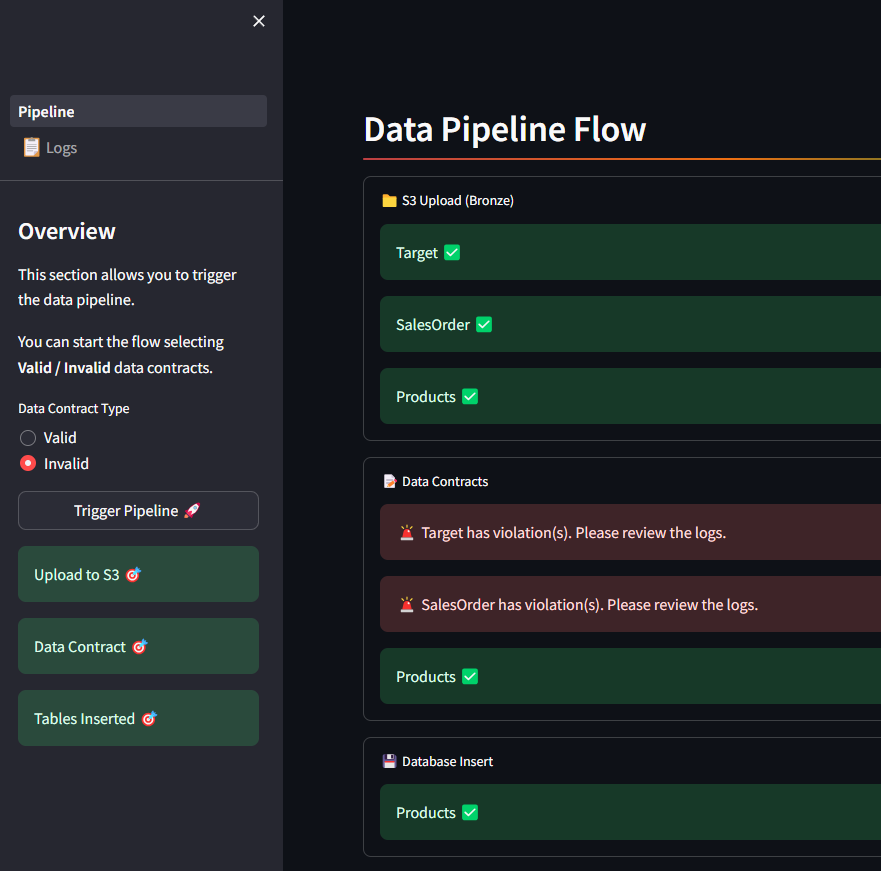 Pipeline
Logs
Overview
This section allows you to trigger
the data pipeline.
You can start the flow selecting
Valid / Invalid data contracts.
Data Contract Type
Valid
Invalid
Trigger Pipeline 🚀
Upload to S3 🎯
Data Contract 🎯
Tables Inserted 🎯
Data Pipeline Flow
📁 S3 Upload (Bronze)
Target ✅
SalesOrder ✅
Products ✅
📝 Data Contracts
🚨 Target has violation(s). Please review the logs.
🚨 SalesOrder has violation(s). Please review the logs.
Products ✅
💾 Database Insert
Products ✅